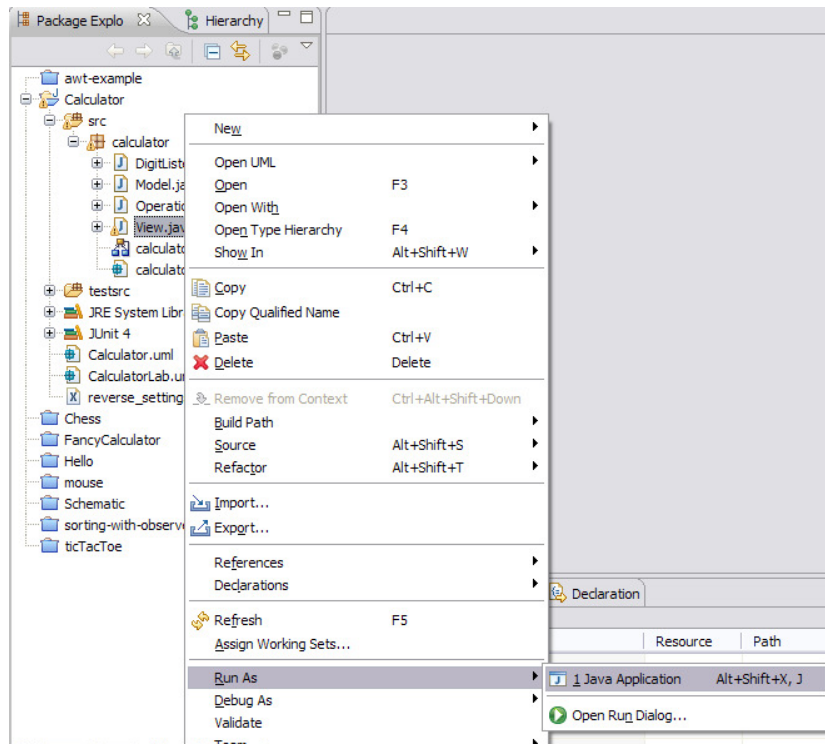 Package Explo
Hierarchy
awt-example
Calculator
src
calculator
DigitListe
Model.ja
Operatic
View.jav
calculato
calculato
testsrc
JRE System Libr
JUnit 4
Calculator.uml
CalculatorLab.u
reverse_setting
Chess
FancyCalculator
Hello
mouse
Schematic
sorting-with-observe
ticTacToe
New
Open UML
Open F3
Open With
Open Type Hierarchy F4
Show In Alt+Shift+W
Copy Ctrl+C
Copy Qualified Name
Paste Ctrl+V
Delete Delete
Remove from Context Ctrl+Alt+Shift+Down
Build Path
Source Alt+Shift+S
Refactor Alt+Shift+T
Import...
Export...
References
Declarations
Refresh F5
Assign Working Sets...
Run As
Debug As
Validate
Team
Declaration
Resource Path
1 Java Application Alt+Shift+X, J
Open Run Dialog...